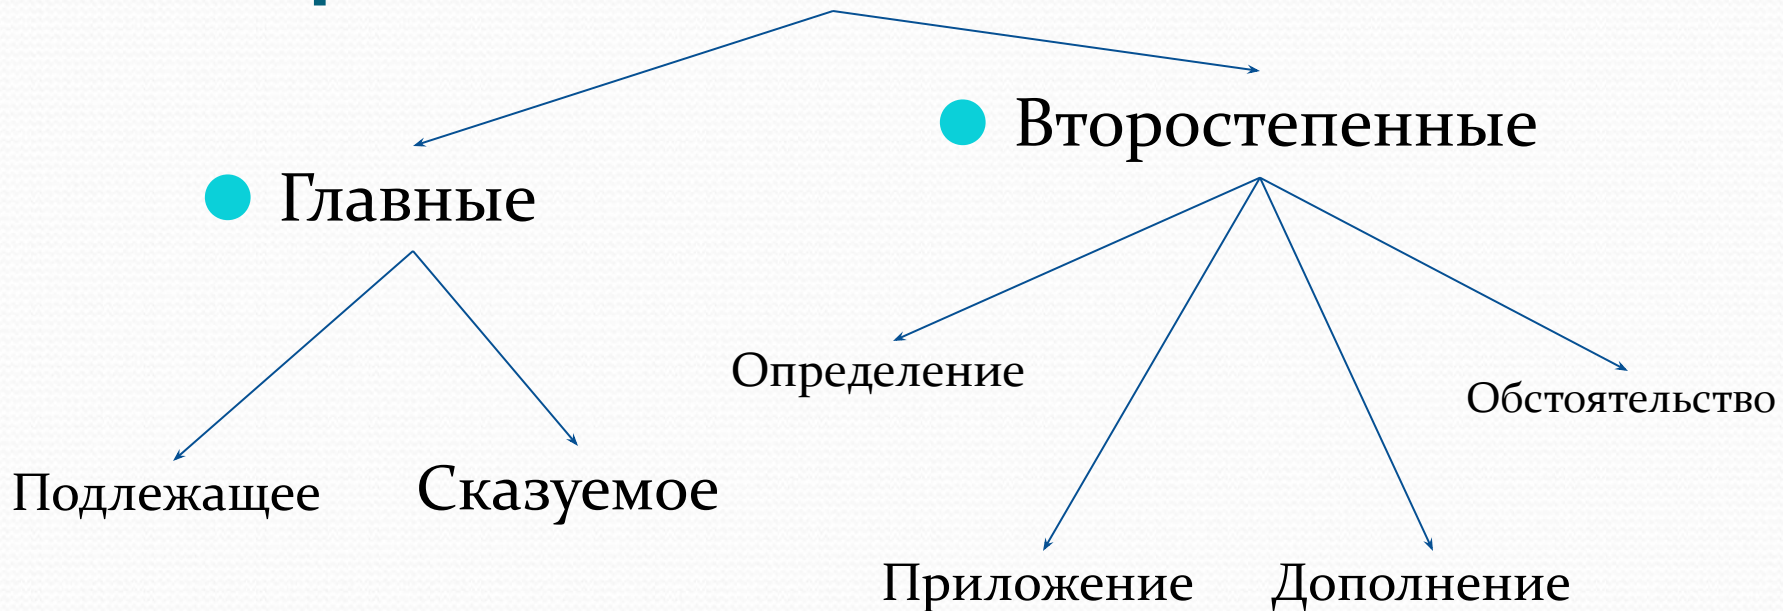 Второстепенные
Главные
Определение
Обстоятельство
Подлежащее
Сказуемое
Приложение
Дополнение